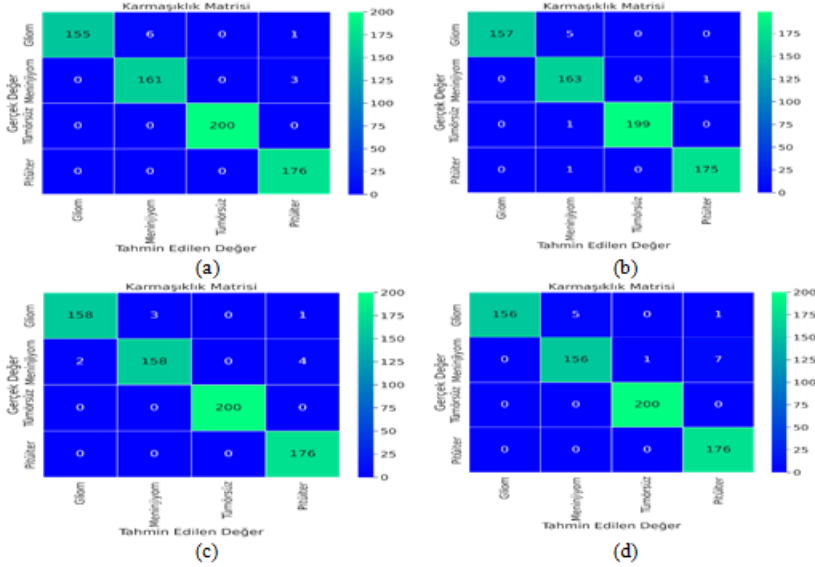 Karmaşıklık Matrisi
Gerçek Değer
Gliom
Meninjiyom
Tümörsüz
Pitüiter
155 6 0 1
0 161 0 3
0 0 200 0
0 0 0 176
200
175
150
125
100
75
50
25
0
Gliom
Meninjiyom
Tümörsüz
Pitüiter
Tahmin Edilen Değer
(a)
Karmaşıklık Matrisi
Gerçek Değer
Gliom
Meninjiyom
Tümörsüz
Pitüiter
157 5 0 0
0 163 0 1
0 1 199 0
0 1 0 175
175
150
125
100
75
50
25
0
Gliom
Meninjiyom
Tümörsüz
Pitüiter
Tahmin Edilen Değer
(b)
Karmaşıklık Matrisi
Gerçek Değer
Gliom
Meninjiyom
Tümörsüz
Pitüiter
158 3 0 1
2 158 0 4
0 0 200 0
0 0 0 176
200
175
150
125
100
75
50
25
0
Gliom
Meninjiyom
Tümörsüz
Pitüiter
Tahmin Edilen Değer
(c)
Karmaşıklık Matrisi
Gerçek Değer
Gliom
Meninjiyom
Tümörsüz
Pitüiter
156 5 0 1
0 156 1 7
0 0 200 0
0 0 0 176
200
175
150
125
100
75
50
25
0
Gliom
Meninjiyom
Tümörsüz
Pitüiter
Tahmin Edilen Değer
(d)